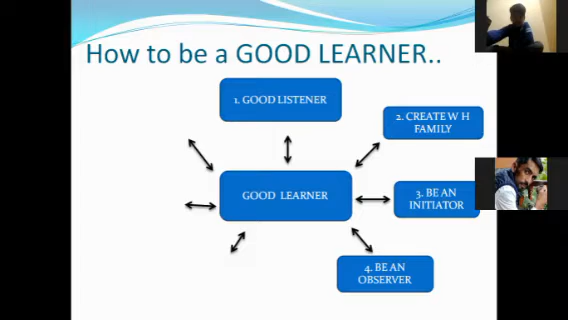 How to be a GOOD LEARNER..
1. GOOD LISTENER
2. CREATE W H
FAMILY
GOOD LEARNER
3. BE AN
INITIATOR
4. BE AN
OBSERVER